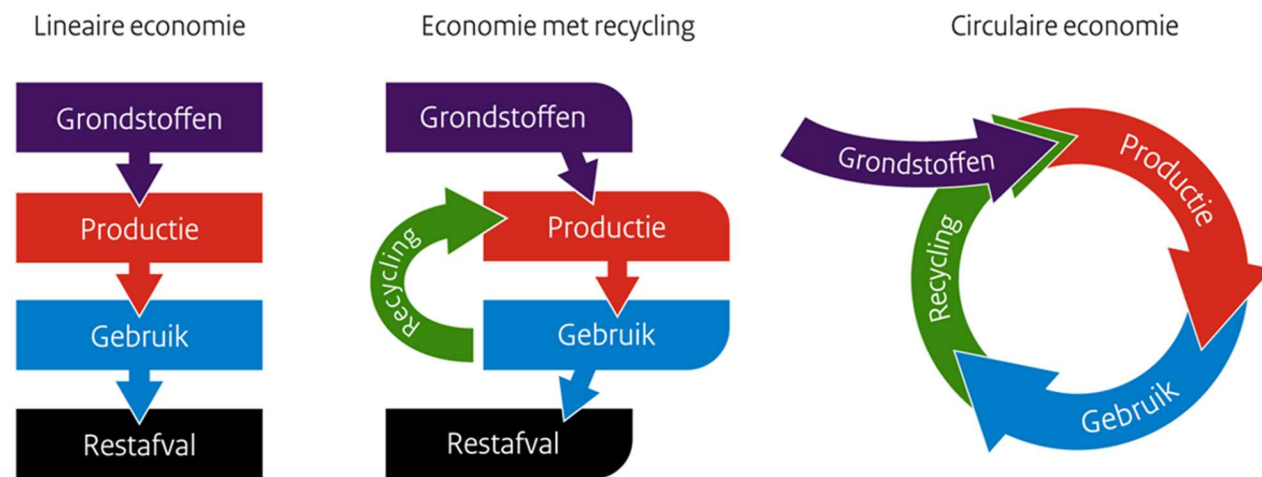 Lineaire economie
Grondstoffen
Productie
Gebruik
Restafval
Economie met recycling
Grondstoffen
Productie
Recycling
Gebruik
Restafval
Circulaire economie
Grondstoffen
Productie
Gebruik
Recycling